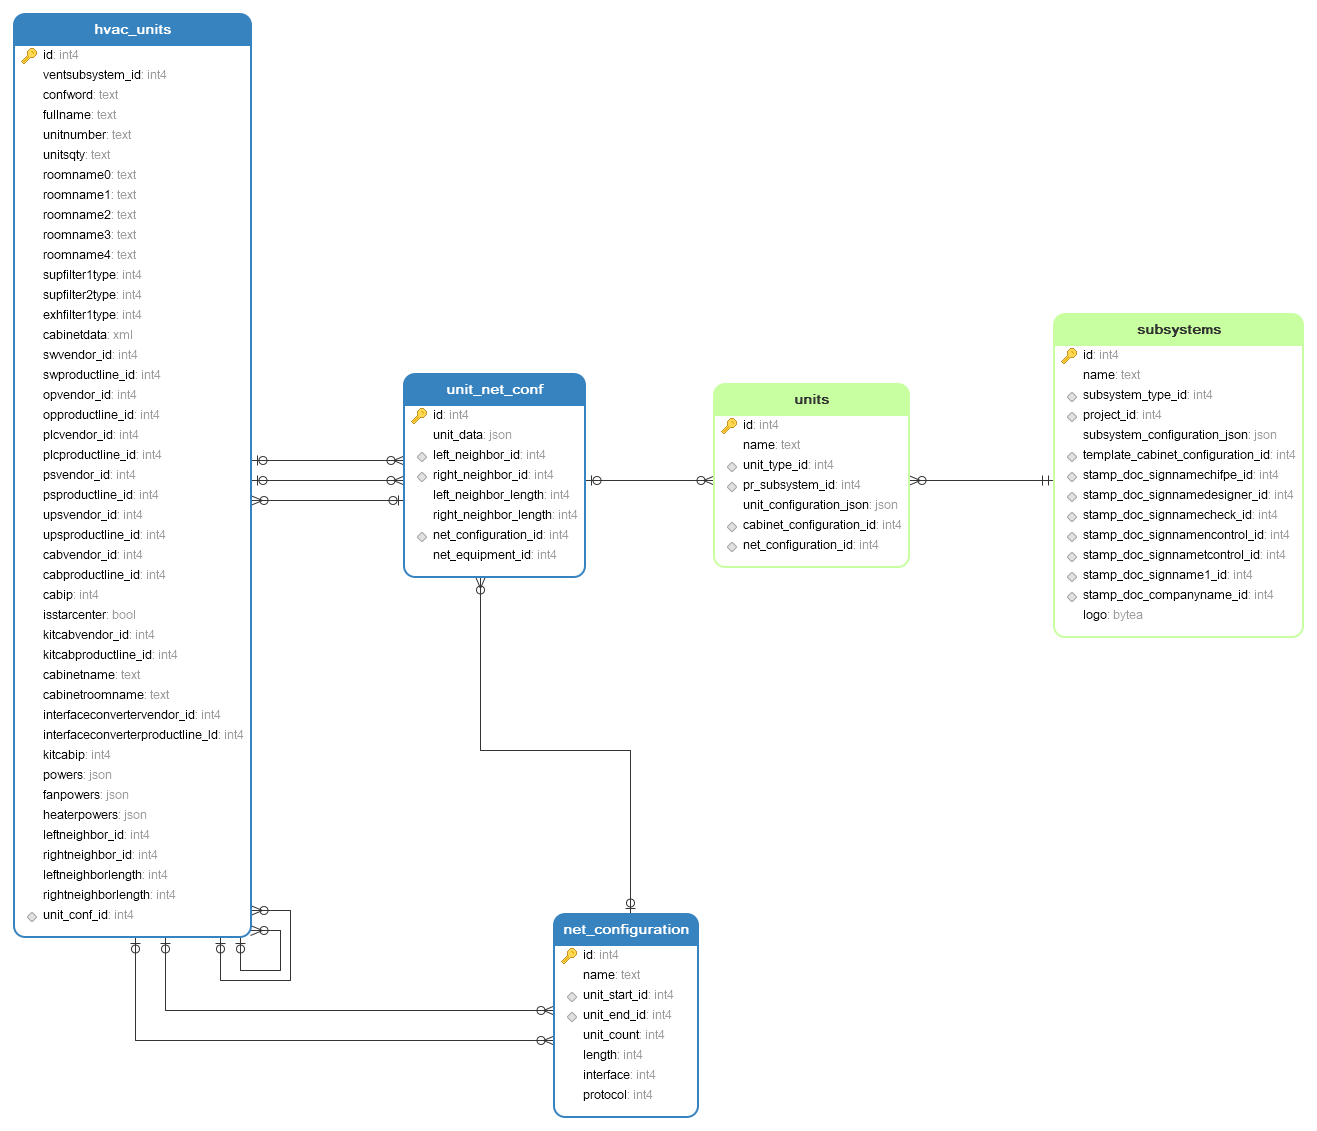 hvac_units
id: int4
ventsubsystem_id: int4
confword: text
fullname: text
unitnumber: text
unitsqty: text
roomname0: text
roomname1: text
roomname2: text
roomname3: text
roomname4: text
supfilter1type: int4
supfilter2type: int4
exhfilter1type: int4
cabinetdata: xml
swvendor_id: int4
swproductline_id: int4
opvendor_id: int4
opproductline_id: int4
plcvendor_id: int4
plcproductline_id: int4
psvendor_id: int4
psproductline_id: int4
upsvendor_id: int4
upsproductline_id: int4
cabvendor_id: int4
cabproductline_id: int4
cabip: int4
isstarcenter: bool
kitcabvendor_id: int4
kitcabproductline_id: int4
cabinetname: text
cabinetroomname: text
interfaceconvertervendor_id: int4
interfaceconverterproductline_id: int4
kitcabip: int4
powers: json
fanpowers: json
heaterpowers: json
leftneighbor_id: int4
rightneighbor_id: int4
leftneighborlength: int4
rightneighborlength: int4
unit_conf_id: int4
unit_net_conf
id: int4
unit_data: json
left_neighbor_id: int4
right_neighbor_id: int4
left_neighbor_length: int4
right_neighbor_length: int4
net_configuration_id: int4
net_equipment_id: int4
units
id: int4
name: text
unit_type_id: int4
pr_subsystem_id: int4
unit_configuration_json: json
cabinet_configuration_id: int4
net_configuration_id: int4
subsystems
id: int4
name: text
subsystem_type_id: int4
project_id: int4
subsystem_configuration_json: json
template_cabinet_configuration_id: int4
stamp_doc_signnamechifpe_id: int4
stamp_doc_signnamedesigner_id: int4
stamp_doc_signnamecheck_id: int4
stamp_doc_signnamencontrol_id: int4
stamp_doc_signnametcontrol_id: int4
stamp_doc_signname1_id: int4
stamp_doc_companyname_id: int4
logo: bytea
net_configuration
id: int4
name: text
unit_start_id: int4
unit_end_id: int4
unit_count: int4
length: int4
interface: int4
protocol: int4